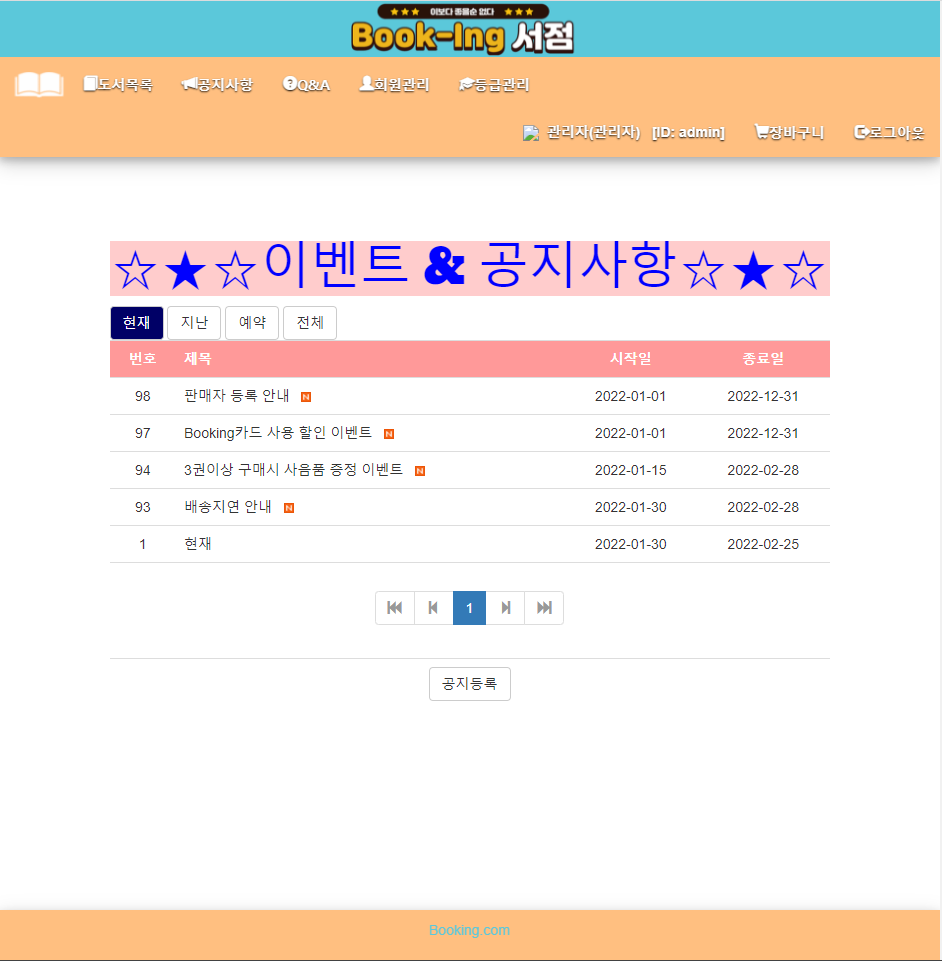 ★★★ 이보다 좋을순 없다 ★★★
Book-Ing 서점
도서목록 공지사항 Q&A 회원관리 등급관리
관리자(관리자) [ID: admin] 장바구니 로그아웃
☆★☆이벤트 & 공지사항☆★☆
현재 지난 예약 전체
번호 제목 시작일 종료일
98 판매자 등록 안내 N 2022-01-01 2022-12-31
97 Booking카드 사용 할인 이벤트 N 2022-01-01 2022-12-31
94 3권이상 구매시 사음품 증정 이벤트 N 2022-01-15 2022-02-28
93 배송지연 안내 N 2022-01-30 2022-02-28
1 현재 2022-01-30 2022-02-25
1
공지등록
Booking.com